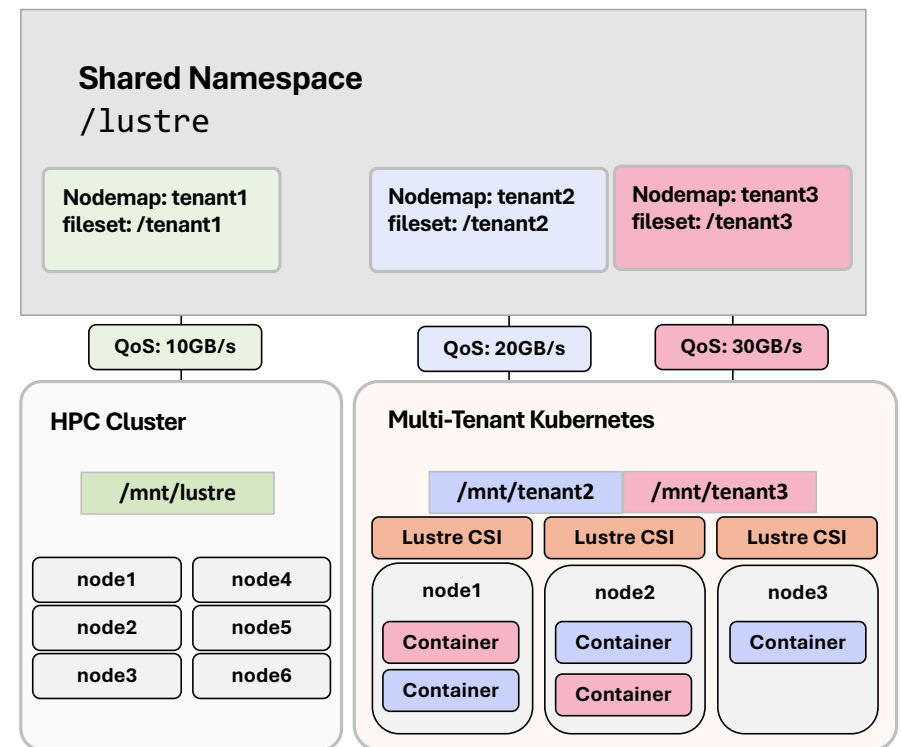 Shared Namespace
/lustre
Nodemap: tenant1
fileset: /tenant1
Nodemap: tenant2
fileset: /tenant2
Nodemap: tenant3
fileset: /tenant3
QoS: 10GB/s
QoS: 20GB/s
QoS: 30GB/s
HPC Cluster
/mnt/lustre
node1
node4
node2
node5
node3
node6
Multi-Tenant Kubernetes
/mnt/tenant2
/mnt/tenant3
Lustre CSI
Lustre CSI
Lustre CSI
node1
Container
Container
node2
Container
Container
node3
Container